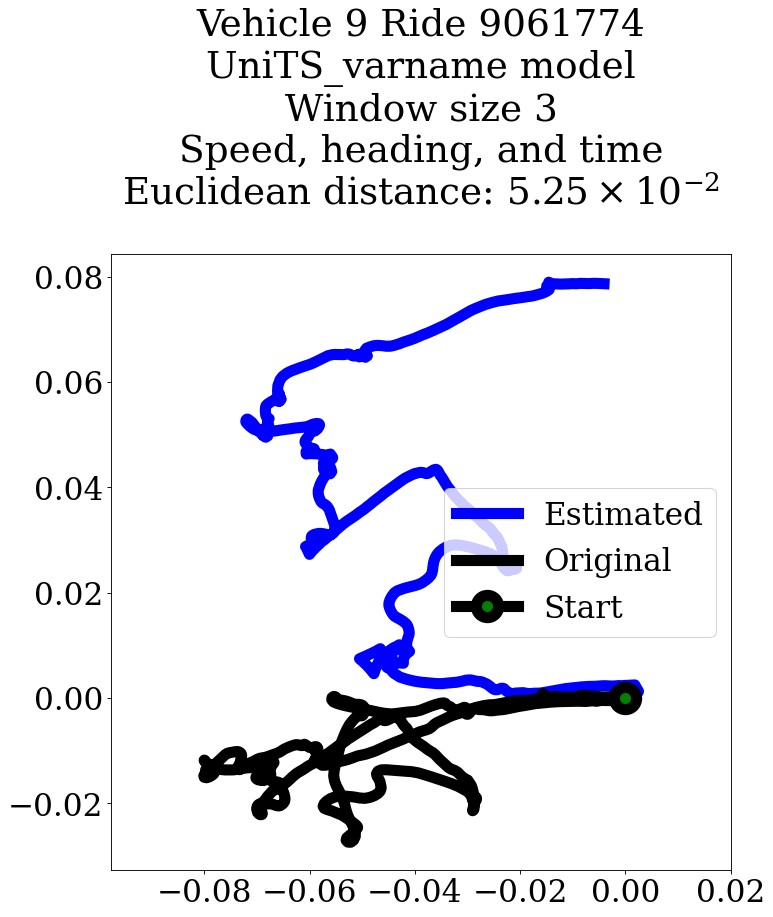 Vehicle 9 Ride 9061774
UniTS_varname model
Window size 3
Speed, heading, and time
Euclidean distance: 5.25 × 10⁻²
0.08
0.06
0.04
0.02
0.00
−0.02
Estimated
Original
Start
−0.08 −0.06 −0.04 −0.02 0.00 0.02